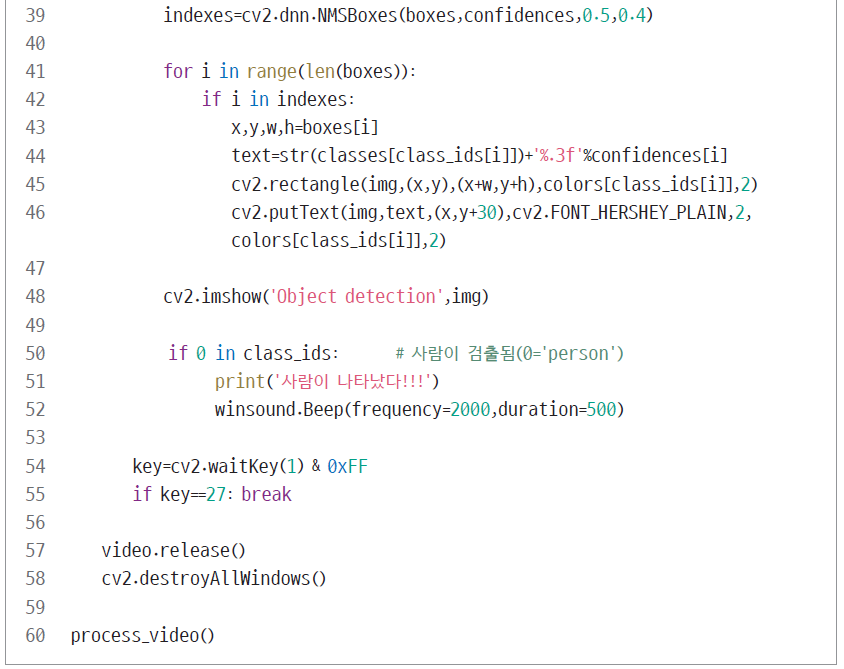 39 indexes=cv2.dnn.NMSBoxes(boxes,confidences,0.5,0.4)
40
41 for i in range(len(boxes)):
42 if i in indexes:
43 x,y,w,h=boxes[i]
44 text=str(classes[class_ids[i]])+'%.3f'%confidences[i]
45 cv2.rectangle(img,(x,y),(x+w,y+h),colors[class_ids[i]],2)
46 cv2.putText(img,text,(x,y+30),cv2.FONT_HERSHEY_PLAIN,2,
colors[class_ids[i]],2)
47
48 cv2.imshow('Object detection',img)
49
50 if 0 in class_ids: # 사람이 검출됨(0='person')
51 print('사람이 나타났다!!!')
52 winsound.Beep(frequency=2000,duration=500)
53
54 key=cv2.waitKey(1) & 0xFF
55 if key==27: break
56
57 video.release()
58 cv2.destroyAllWindows()
59
60 process_video()